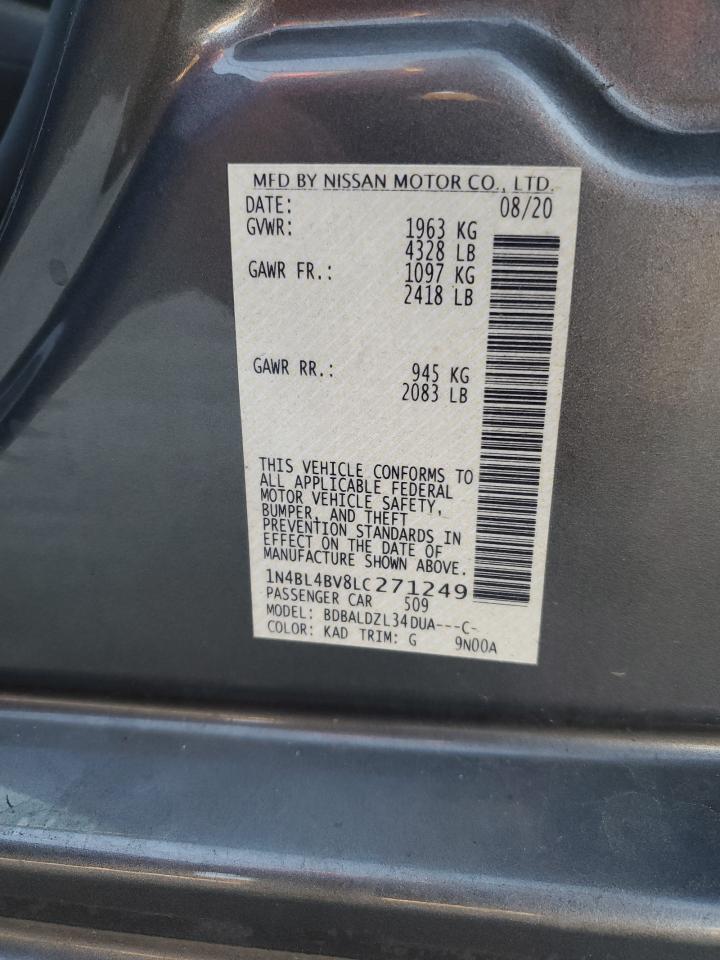 MFD BY NISSAN MOTOR CO., LTD.
DATE: 08/20
GVWR: 1963 KG
4328 LB
GAWR FR.: 1097 KG
2418 LB
GAWR RR.: 945 KG
2083 LB
THIS VEHICLE CONFORMS TO
ALL APPLICABLE FEDERAL
MOTOR VEHICLE SAFETY,
BUMPER, AND THEFT
PREVENTION STANDARDS IN
EFFECT ON THE DATE OF
MANUFACTURE SHOWN ABOVE.
1N4BL4BV8LC271249
PASSENGER CAR 509
MODEL: BDBALDZL34DUA---C-
COLOR: KAD TRIM: G 9N00A